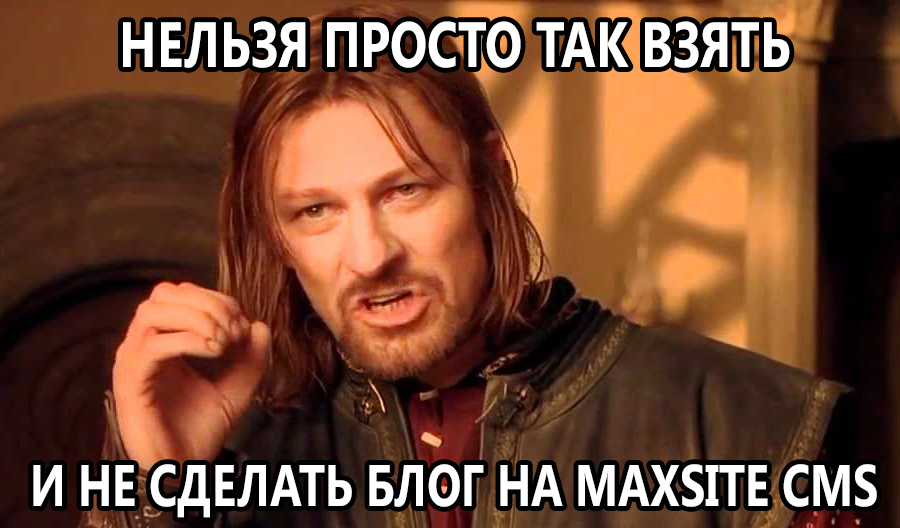 НЕЛЬЗЯ ПРОСТО ТАК ВЗЯТЬ
И НЕ СДЕЛАТЬ БЛОГ НА MAXSITE CMS